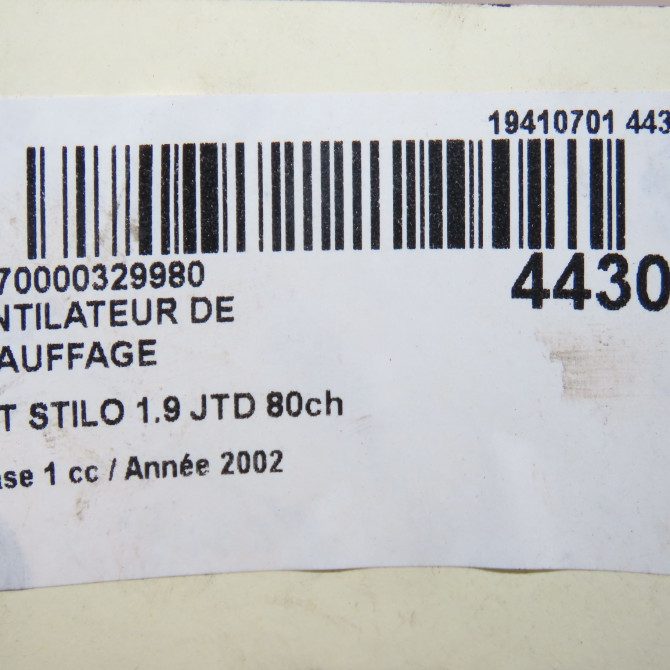 19410701 443
70000329980
4430
NTILATEUR DE
AUFFAGE
T STILO 1.9 JTD 80ch
se 1 cc / Année 2002